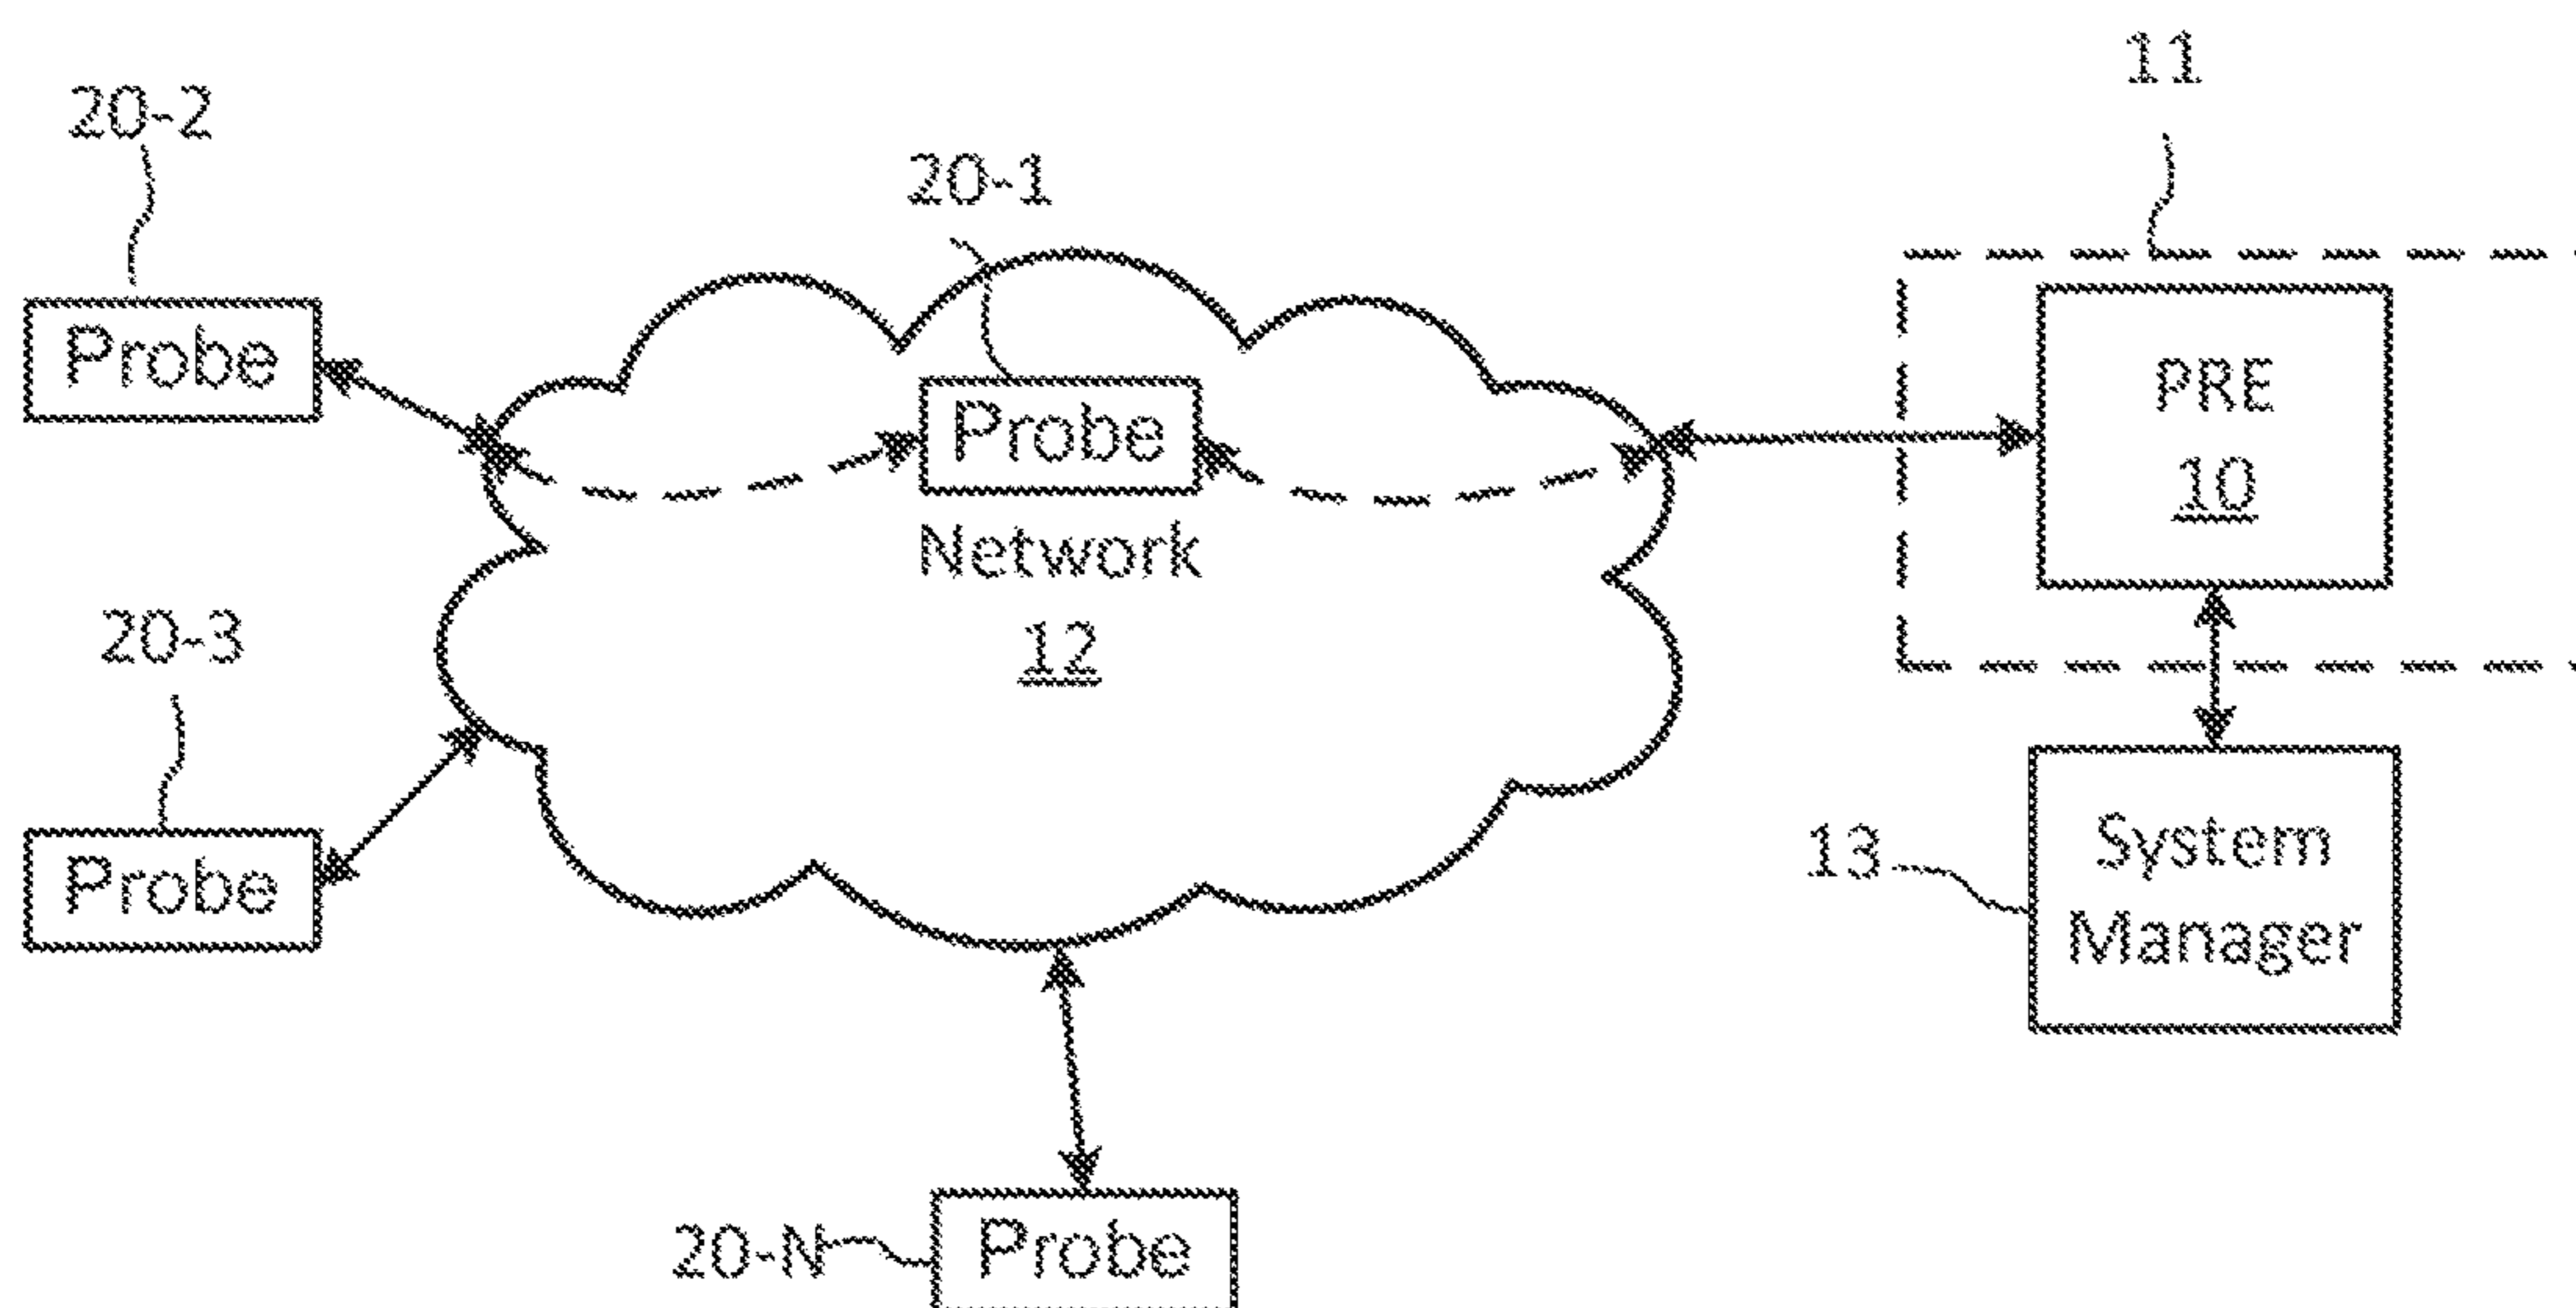 11
20-2
20-1
Probe
Probe
PRE
10
Network
12
20-3
Probe
13
System
Manager
20-N
Probe